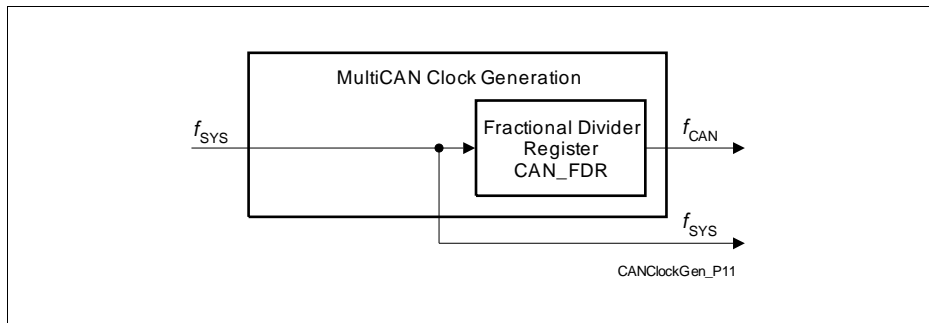 MultiCAN Clock Generation
fSYS
Fractional Divider
Register
CAN_FDR
fCAN
fSYS
CANClockGen_P11